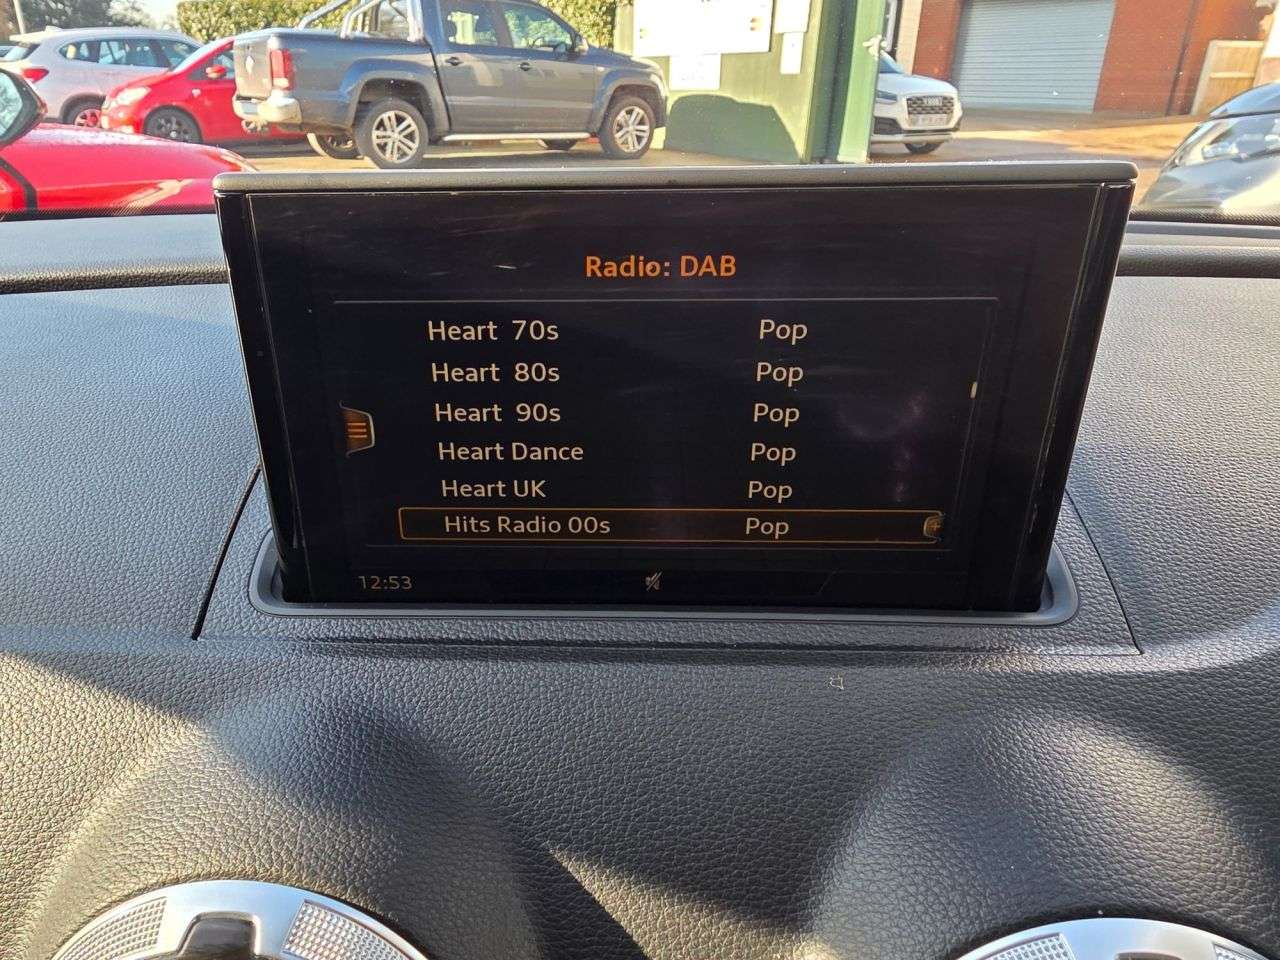 Radio: DAB
Heart 70s Pop
Heart 80s Pop
Heart 90s Pop
Heart Dance Pop
Heart UK Pop
Hits Radio 00s Pop
12:53